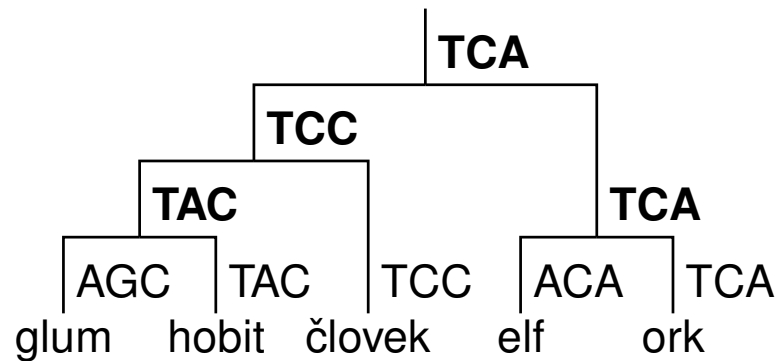 TCA
TCC
TAC TCA
AGC TAC TCC ACA TCA
glum hobit človek elf ork